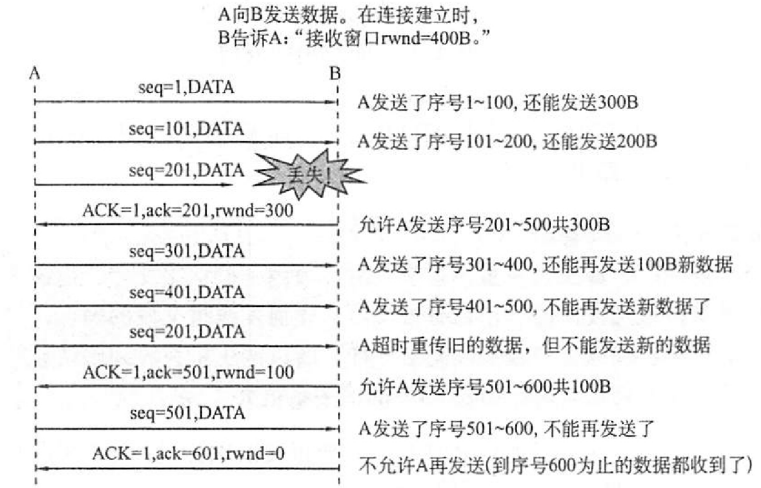 A向B发送数据。在连接建立时，
B告诉A：“接收窗口rwnd=400B。”
A B
seq=1,DATA
A发送了序号1~100, 还能发送300B
seq=101,DATA
A发送了序号101~200, 还能发送200B
seq=201,DATA
丢失!
ACK=1,ack=201,rwnd=300
允许A发送序号201~500共300B
seq=301,DATA
A发送了序号301~400, 还能再发送100B新数据
seq=401,DATA
A发送了序号401~500, 不能再发送新数据了
seq=201,DATA
A超时重传旧的数据，但不能发送新的数据
ACK=1,ack=501,rwnd=100
允许A发送序号501~600共100B
seq=501,DATA
A发送了序号501~600, 不能再发送了
ACK=1,ack=601,rwnd=0
不允许A再发送(到序号600为止的数据都收到了)